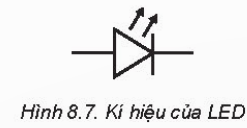 Hình 8.7. Kí hiệu của LED